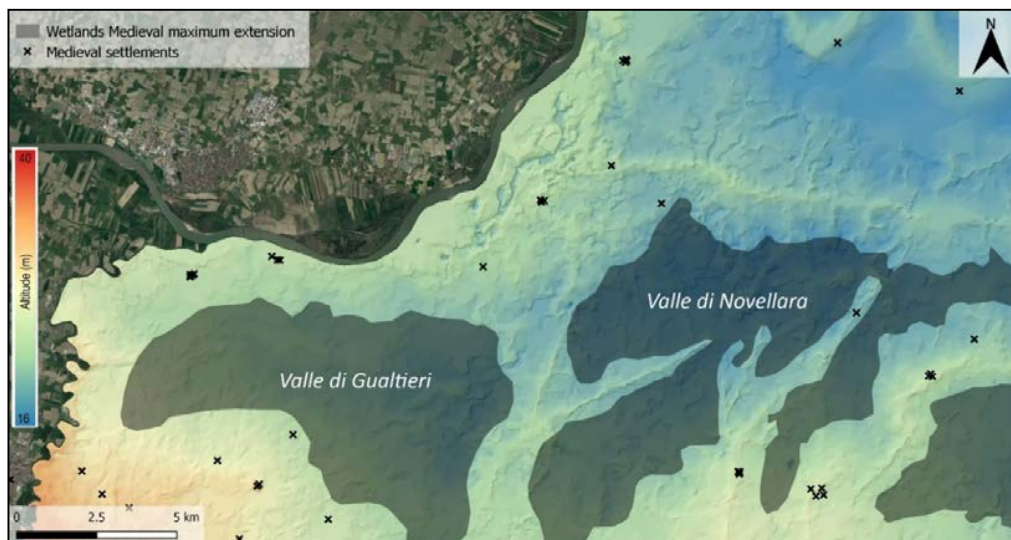 Wetlands Medieval maximum extension
Medieval settlements
N
40
Altitude (m)
16
Valle di Novellara
Valle di Gualtieri
0 2.5 5 km